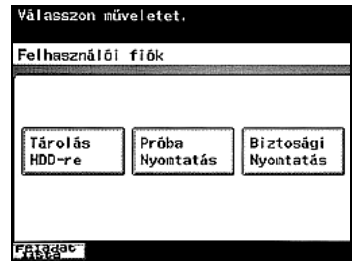 Válasszon műveletet.
Felhasználói fiók
Tárolás
HDD-re
Próba
Nyomtatás
Biztosági
Nyomtatás
Feladat
lista